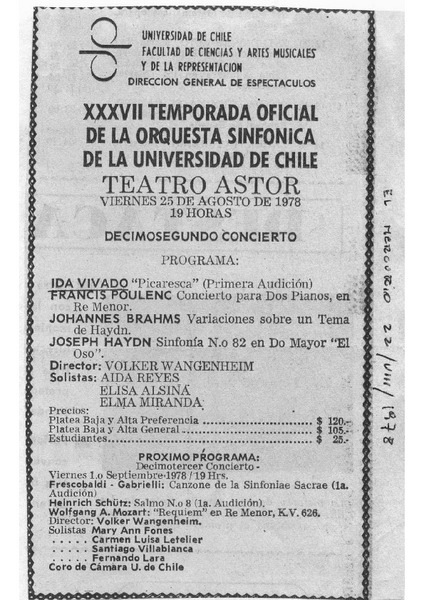 UNIVERSIDAD DE CHILE
FACULTAD DE CIENCIAS Y ARTES MUSICALES
Y DE LA REPRESENTACION
DIRECCION GENERAL DE ESPECTACULOS
XXXVII TEMPORADA OFICIAL
DE LA ORQUESTA SINFONICA
DE LA UNIVERSIDAD DE CHILE
TEATRO ASTOR
VIERNES 25 DE AGOSTO DE 1978
19 HORAS
DECIMOSEGUNDO CONCIERTO
PROGRAMA:
IDA VIVADO "Picaresca" (Primera Audición)
FRANCIS POULENC Concierto para Dos Pianos, en
Re Menor.
JOHANNES BRAHMS Variaciones sobre un Tema
de Haydn.
JOSEPH HAYDN Sinfonía N.o 82 en Do Mayor "El
Oso".
Director: VOLKER WANGENHEIM
Solistas: AIDA REYES
ELISA ALSINA
ELMA MIRANDA
Precios:
Platea Baja y Alta Preferencia .......................... $ 120.-
Platea Baja y Alta General ............................... $ 105.-
Estudiantes .................................................. $ 25.-
PROXIMO PROGRAMA:
Decimotercer Concierto -
Viernes 1.o Septiembre 1978 / 19 Hrs.
Frescobaldi - Gabrielli: Canzone de la Sinfoniae Sacrae (1a.
Audición)
Heinrich Schütz: Salmo N.o 8 (1a. Audición).
Wolfgang A. Mozart: "Requiem" en Re Menor, K.V. 626.
Director: Volker Wangenheim.
Solistas Mary Ann Fones
. . . . . Carmen Luisa Letelier
. . . . . Santiago Villablanca
. . . . . Fernando Lara
Coro de Cámara U. de Chile
EL MERCURIO 22/VIII/1978